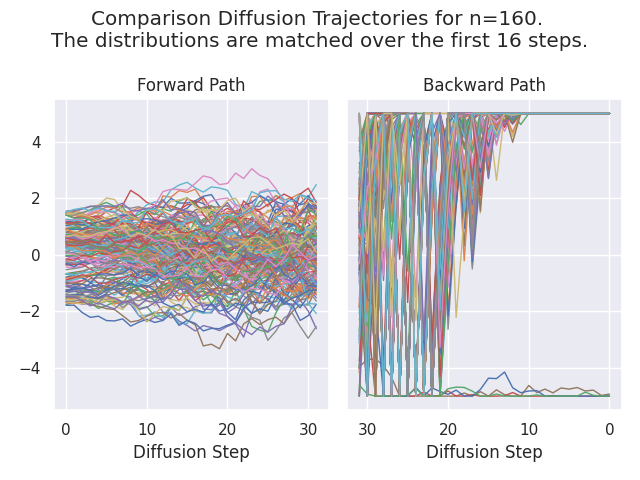 Comparison Diffusion Trajectories for n=160.
The distributions are matched over the first 16 steps.
Forward Path
Backward Path
4
2
0
−2
−4
0 10 20 30
30 20 10 0
Diffusion Step
Diffusion Step